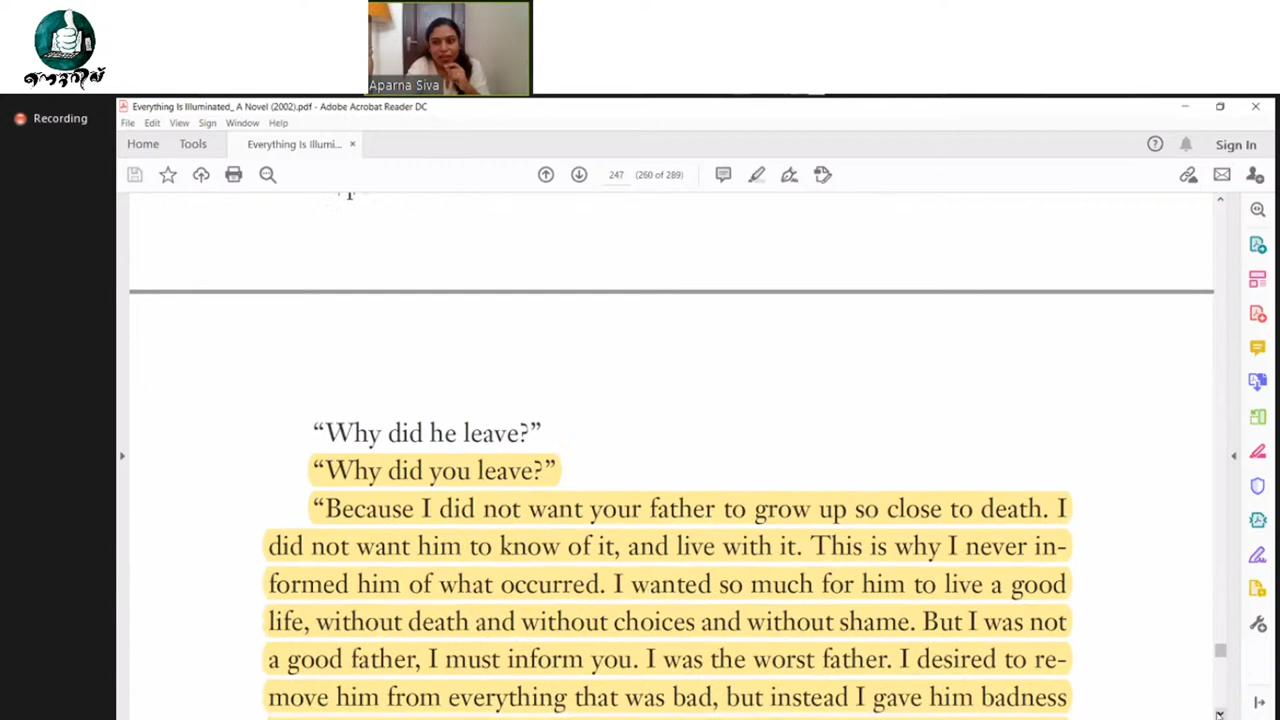 Aparna Siva
Everything Is Illuminated_ A Novel (2002).pdf - Adobe Acrobat Reader DC
Recording
File Edit View Sign Window Help
Home Tools Everything Is Illumi... × Sign In
247 (260 of 289)
“Why did he leave?”
“Why did you leave?”
“Because I did not want your father to grow up so close to death. I
did not want him to know of it, and live with it. This is why I never in-
formed him of what occurred. I wanted so much for him to live a good
life, without death and without choices and without shame. But I was not
a good father, I must inform you. I was the worst father. I desired to re-
move him from everything that was bad, but instead I gave him badness